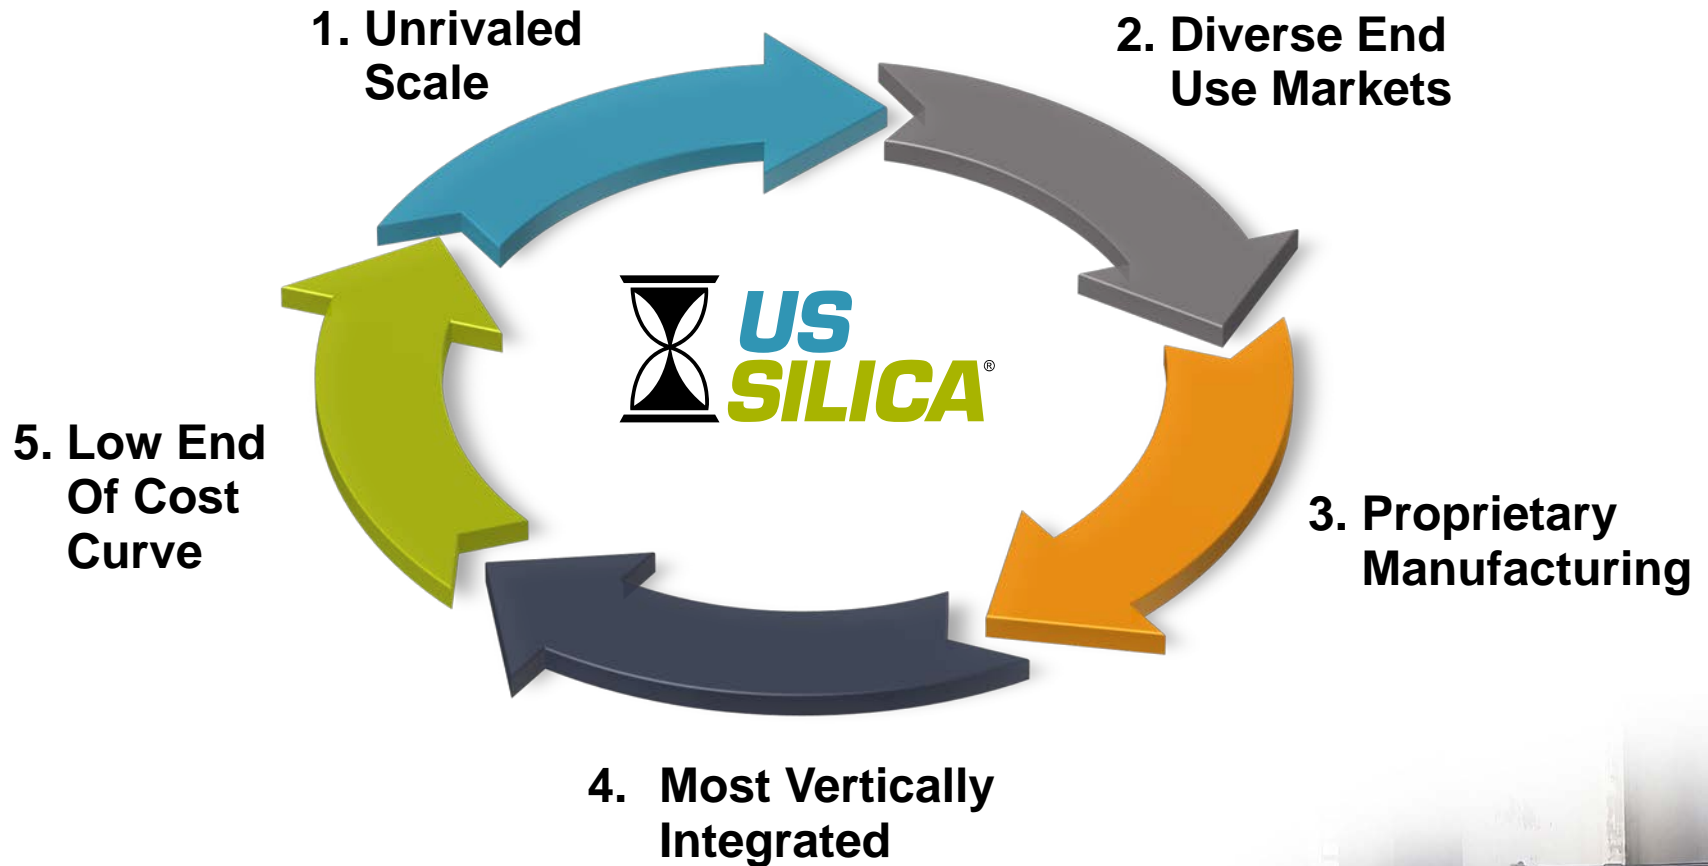 1. Unrivaled
Scale
2. Diverse End
Use Markets
US
SILICA®
5. Low End
Of Cost
Curve
3. Proprietary
Manufacturing
4. Most Vertically
Integrated